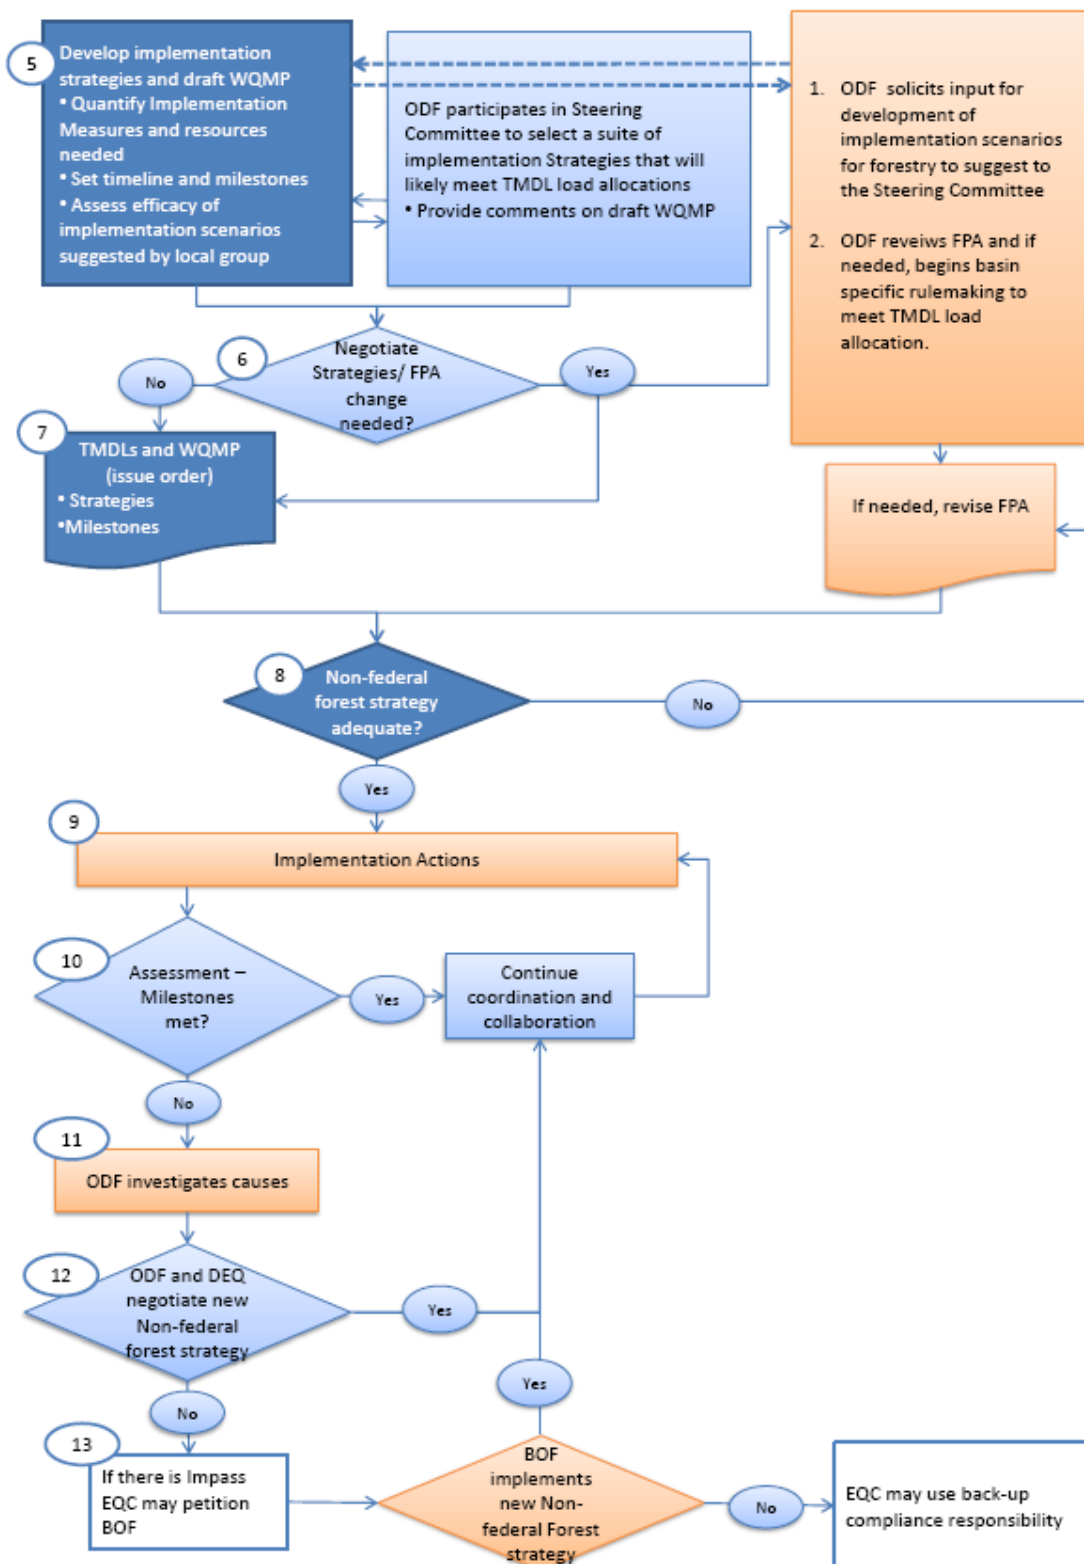 5
Develop implementation
strategies and draft WQMP
• Quantify Implementation
Measures and resources
needed
• Set timeline and milestones
• Assess efficacy of
implementation scenarios
suggested by local group
ODF participates in Steering
Committee to select a suite of
implementation Strategies that will
likely meet TMDL load allocations
• Provide comments on draft WQMP
1. ODF solicits input for
development of
implementation scenarios
for forestry to suggest to
the Steering Committee
2. ODF reveiws FPA and if
needed, begins basin
specific rulemaking to
meet TMDL load
allocation.
6
Negotiate
Strategies/ FPA
change
needed?
No
Yes
7
TMDLs and WQMP
(issue order)
• Strategies
•Milestones
If needed, revise FPA
8
Non-federal
forest strategy
adequate?
No
Yes
9
Implementation Actions
10
Assessment –
Milestones
met?
Yes
Continue
coordination and
collaboration
No
11
ODF investigates causes
12
ODF and DEQ
negotiate new
Non-federal
forest strategy
Yes
Yes
No
13
If there is Impass
EQC may petition
BOF
BOF
implements
new Non-
federal Forest
strategy
No
EQC may use back-up
compliance responsibility